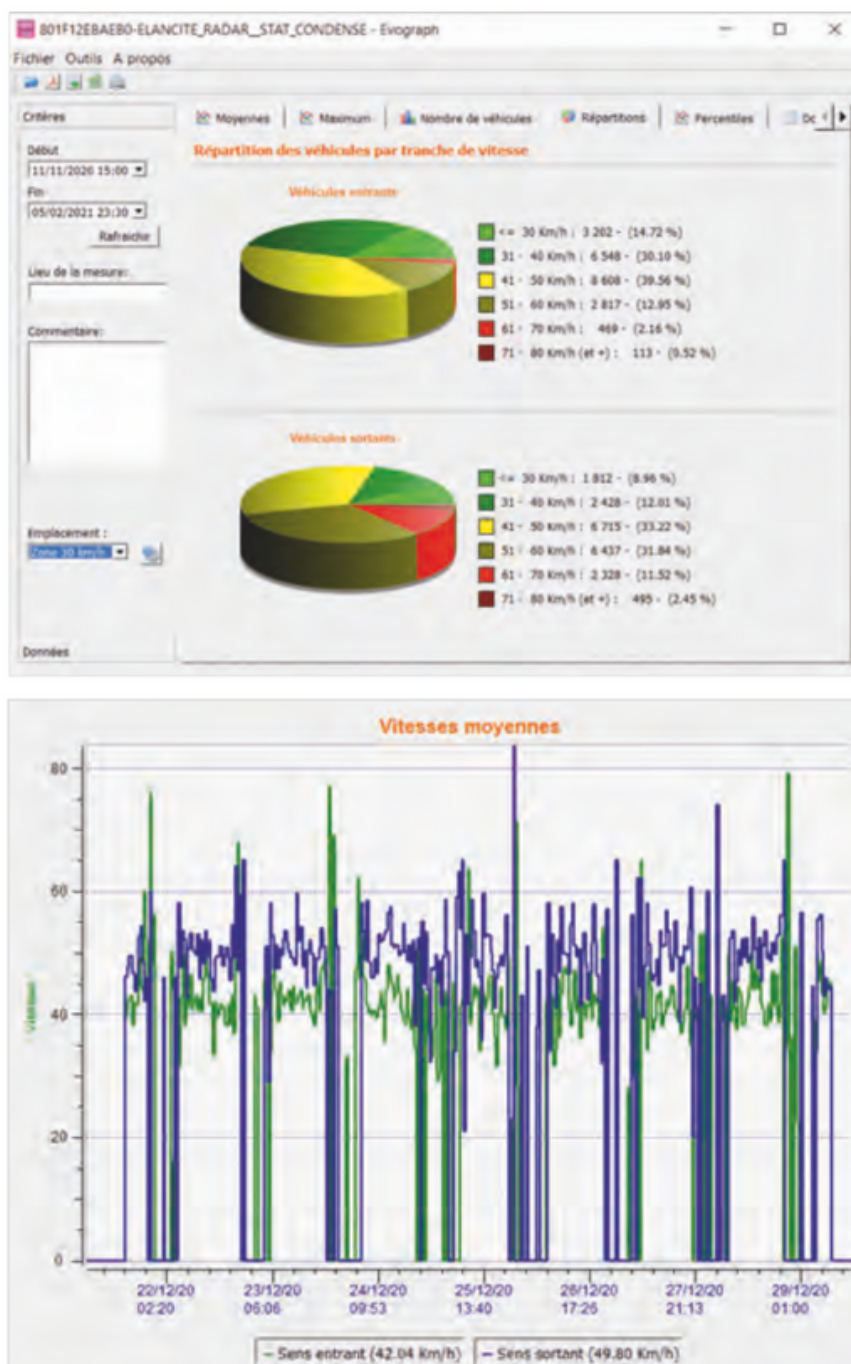 801F12EBAEB0-ELANCITE_RADAR__STAT_CONDENSE - Evograph
Fichier Outils A propos
Critères
Moyennes
Maximum
Nombre de véhicules
Répartitions
Percentiles
Début
11/11/2020 15:00
Fin
05/02/2021 23:30
Rafraichir
Lieu de la mesure:
Commentaire:
Emplacement :
Zone 30 km/h
Données
Répartition des véhicules par tranche de vitesse
Véhicules entrants
<= 30 Km/h : 3 202 - (14.72 %)
31 - 40 Km/h : 6 548 - (30.10 %)
41 - 50 Km/h : 8 608 - (39.56 %)
51 - 60 Km/h : 2 817 - (12.95 %)
61 - 70 Km/h : 469 - (2.16 %)
71 - 80 Km/h (et +) : 113 - (0.52 %)
Véhicules sortants
<= 30 Km/h : 1 812 - (8.96 %)
31 - 40 Km/h : 2 428 - (12.01 %)
41 - 50 Km/h : 6 715 - (33.22 %)
51 - 60 Km/h : 6 437 - (31.84 %)
61 - 70 Km/h : 2 328 - (11.52 %)
71 - 80 Km/h (et +) : 495 - (2.45 %)
Vitesses moyennes
80
60
40
20
0
22/12/20 23/12/20 24/12/20 25/12/20 26/12/20 27/12/20 29/12/20
02:20 06:06 09:53 13:40 17:26 21:13 01:00
Sens entrant (42.04 Km/h) Sens sortant (49.80 Km/h)